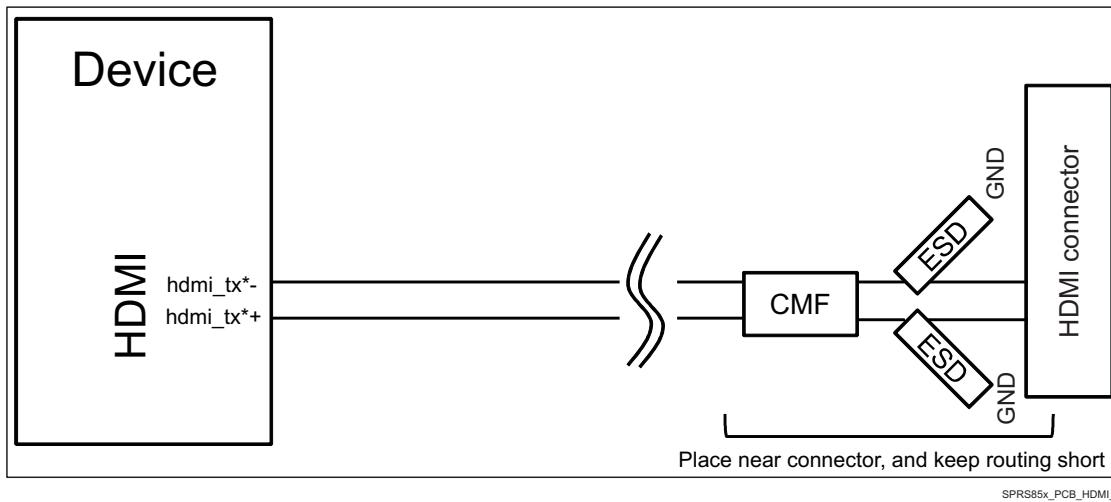 Device
HDMI
hdmi_tx*-
hdmi_tx*+
CMF
ESD
GND
ESD
GND
HDMI connector
Place near connector, and keep routing short
SPRS85x_PCB_HDMI_